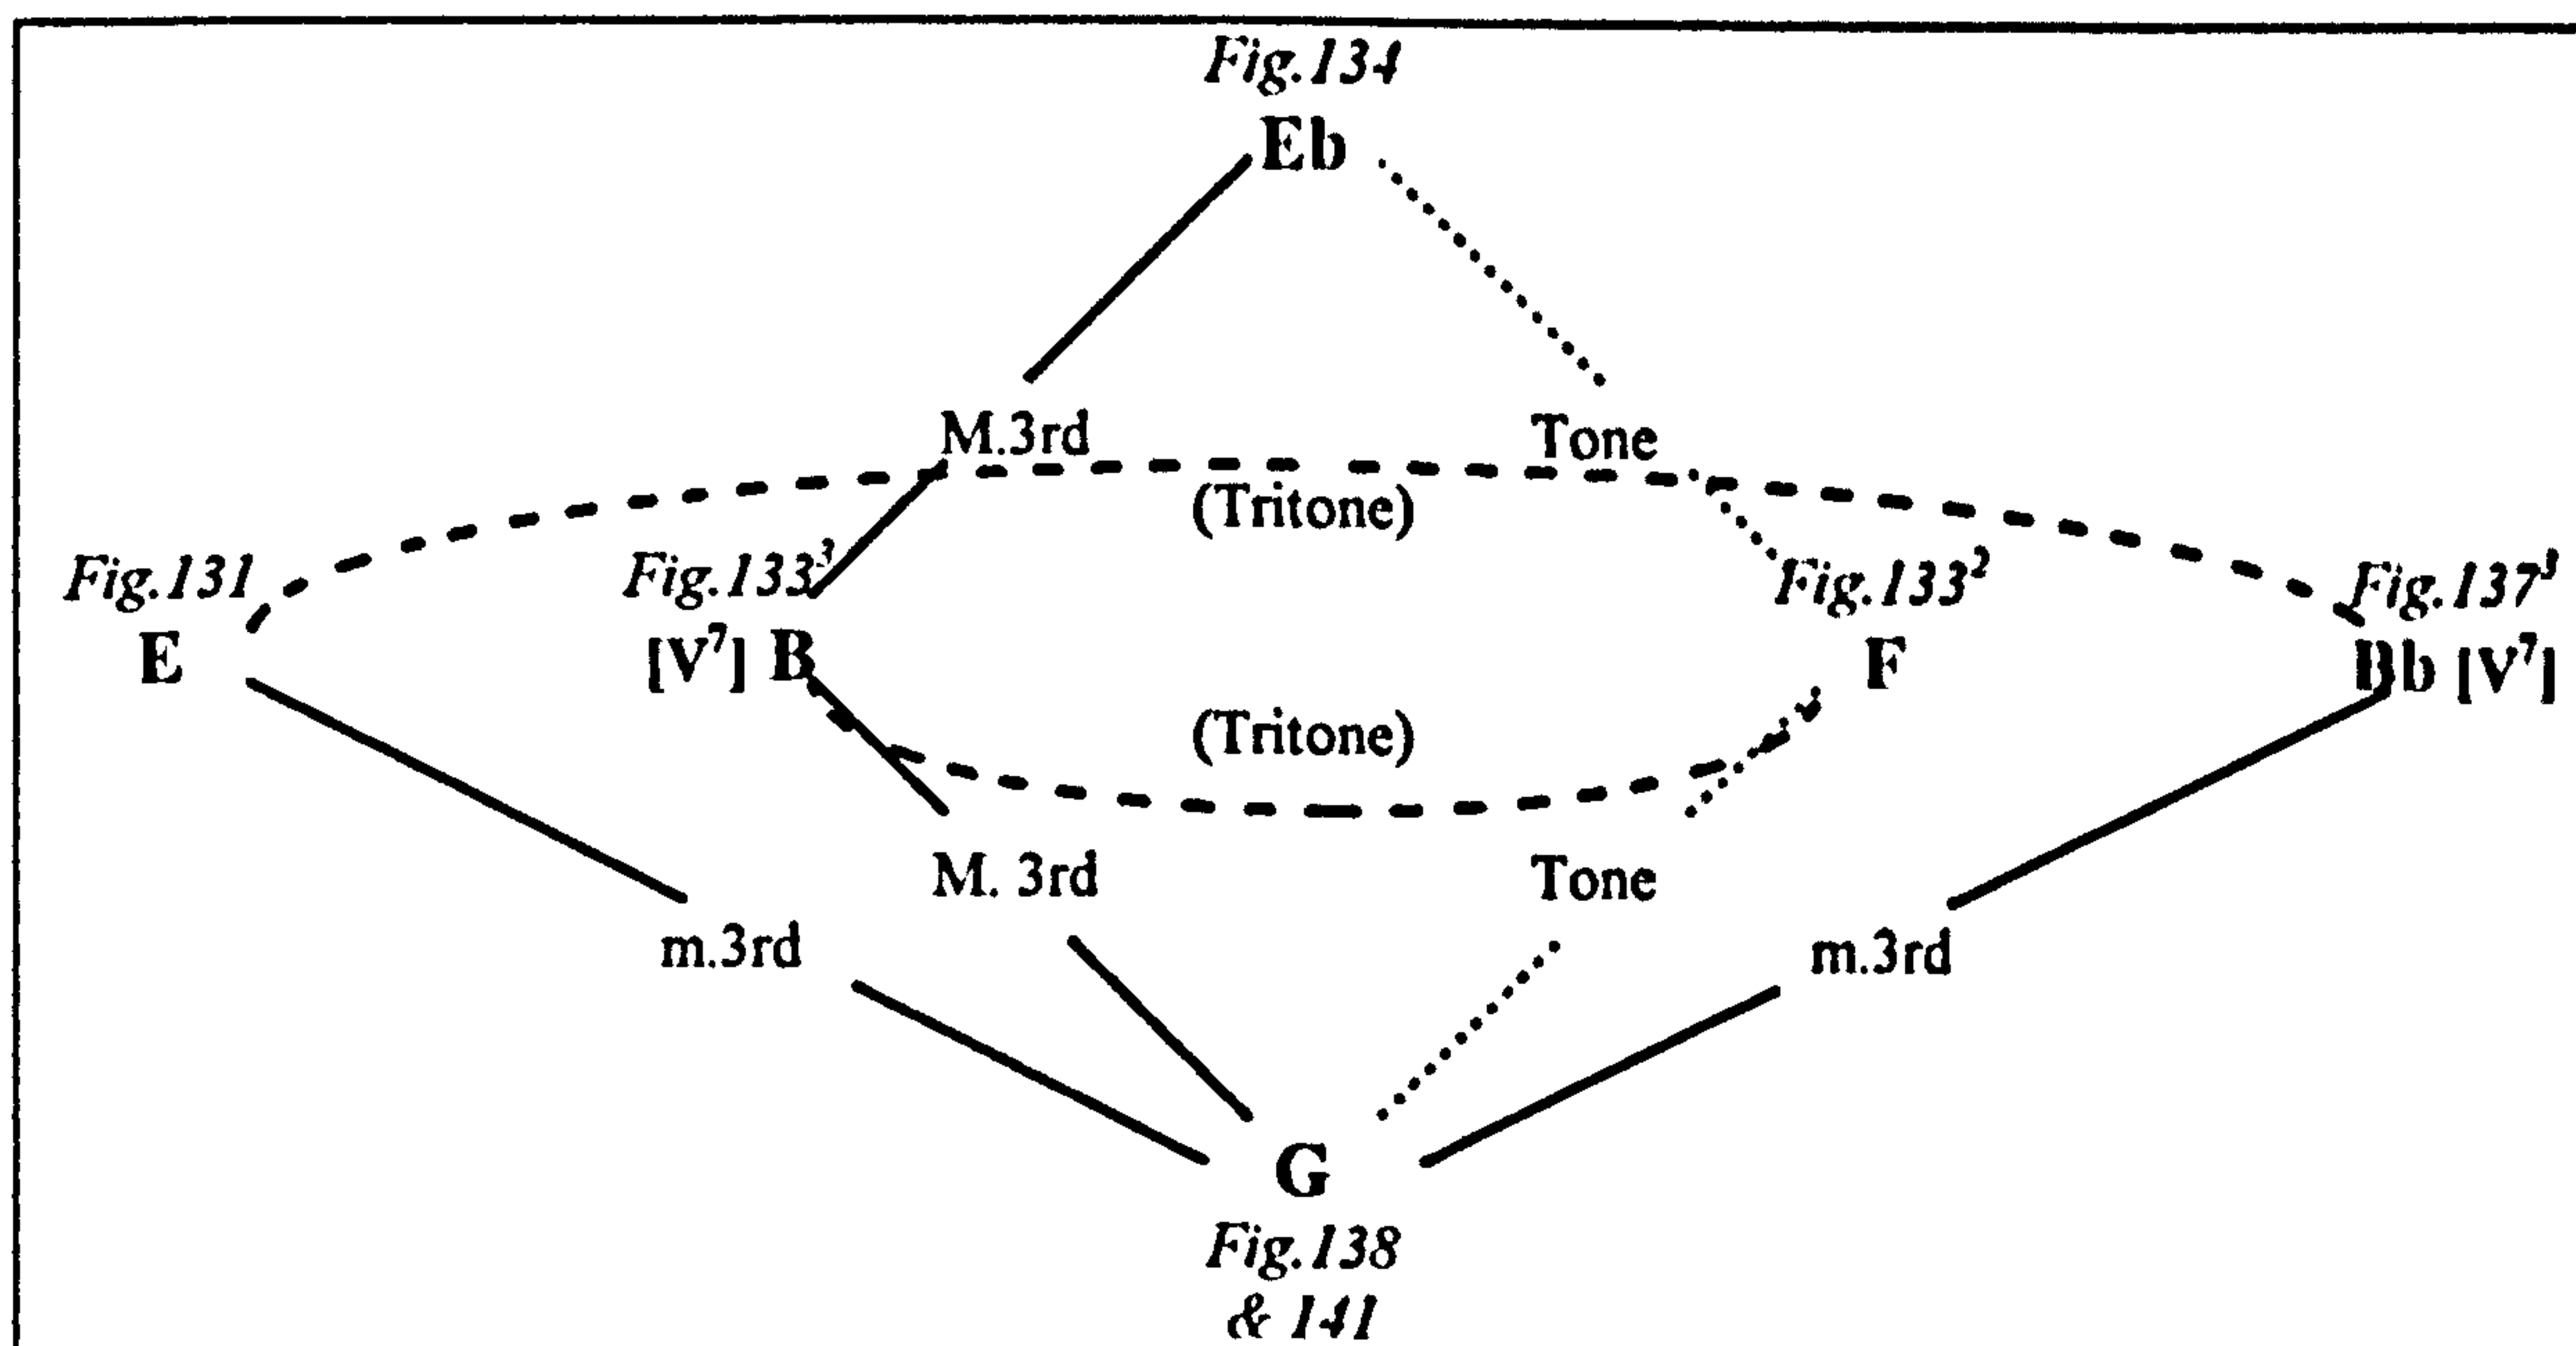 Fig.134
Eb
M.3rd
Tone
(Tritone)
Fig.131
Fig.133³
Fig.133²
Fig.137³
E
[V⁷] B
F
Bb [V⁷]
(Tritone)
M. 3rd
Tone
m.3rd
m.3rd
G
Fig.138
& 141